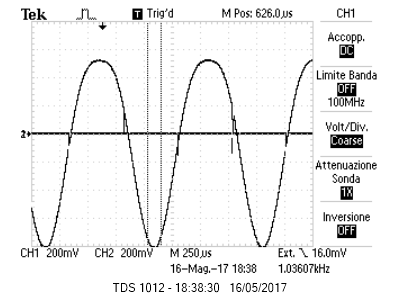 Tek T Trig'd M Pos: 626.0µs CH1
Accopp.
DC
Limite Banda
OFF
100MHz
2
Volt/Div.
Coarse
Attenuazione
Sonda
1X
Inversione
OFF
CH1 200mV CH2 200mV M 250µs Ext. \ 16.0mV
16-Mag.-17 18:38 1.03607kHz
TDS 1012 - 18:38:30 16/05/2017